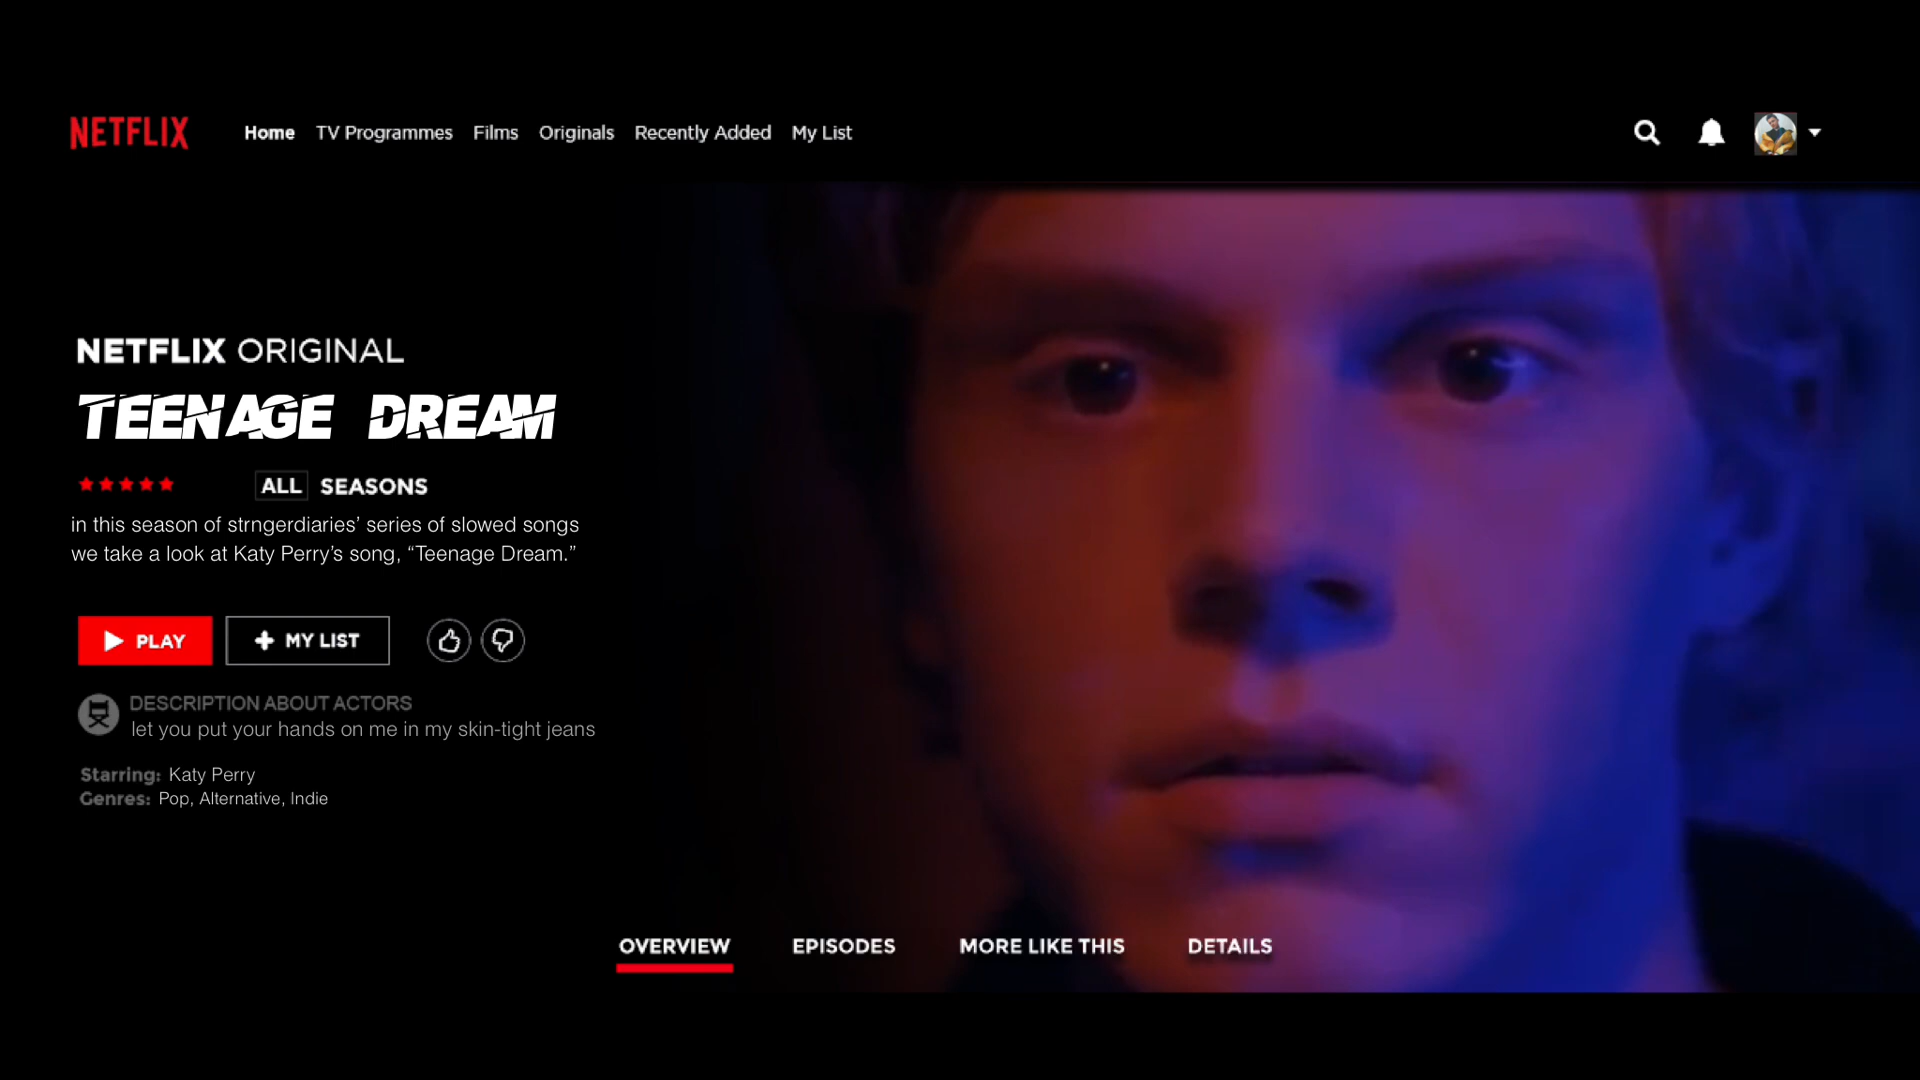 NETFLIX
Home TV Programmes Films Originals Recently Added My List
NETFLIX ORIGINAL
TEENAGE DREAM
ALL SEASONS
in this season of strngerdiaries’ series of slowed songs
we take a look at Katy Perry’s song, “Teenage Dream.”
PLAY
MY LIST
DESCRIPTION ABOUT ACTORS
let you put your hands on me in my skin-tight jeans
Starring: Katy Perry
Genres: Pop, Alternative, Indie
OVERVIEW EPISODES MORE LIKE THIS DETAILS